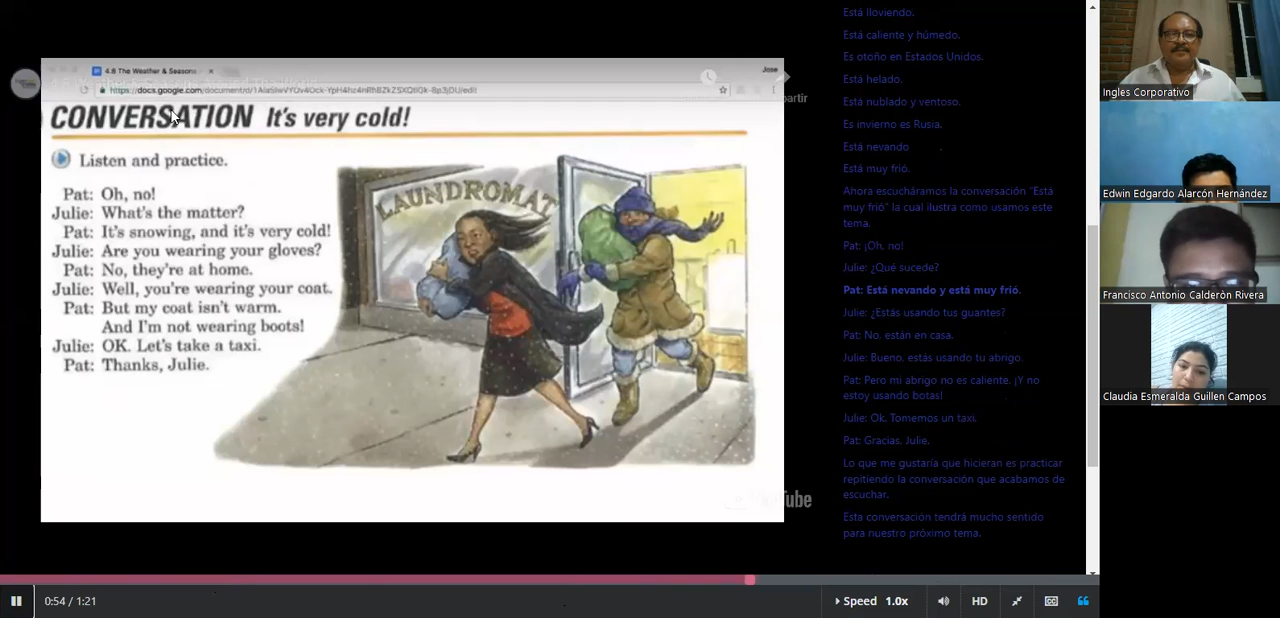 4.8 The Weather & Seasons
Jose
CONVERSATION It's very cold!
Listen and practice.
Pat: Oh, no!
Julie: What's the matter?
Pat: It's snowing, and it's very cold!
Julie: Are you wearing your gloves?
Pat: No, they're at home.
Julie: Well, you're wearing your coat.
Pat: But my coat isn't warm.
And I'm not wearing boots!
Julie: OK. Let's take a taxi.
Pat: Thanks, Julie.
LAUNDROMAT
Está lloviendo.
Está caliente y húmedo.
Es otoño en Estados Unidos.
Está helado.
Está nublado y ventoso.
Es invierno es Rusia.
Está nevando
Está muy frió.
Ahora escucháramos la conversación "Está
muy frió" la cual ilustra como usamos este
tema.
Pat: ¡Oh, no!
Julie: ¿Qué sucede?
Pat: Está nevando y está muy frió.
Julie: ¿Estás usando tus guantes?
Pat: No, están en casa.
Julie: Bueno, estás usando tu abrigo.
Pat: Pero mi abrigo no es caliente. ¡Y no
estoy usando botas!
Julie: Ok. Tomemos un taxi.
Pat: Gracias, Julie.
Lo que me gustaría que hicieran es practicar
repitiendo la conversación que acabamos de
escuchar.
Esta conversación tendrá mucho sentido
para nuestro próximo tema.
0:54 / 1:21
Speed 1.0x
HD
CC
Ingles Corporativo
Edwin Edgardo Alarcón Hernández
Francisco Antonio Calderón Rivera
Claudia Esmeralda Guillen Campos